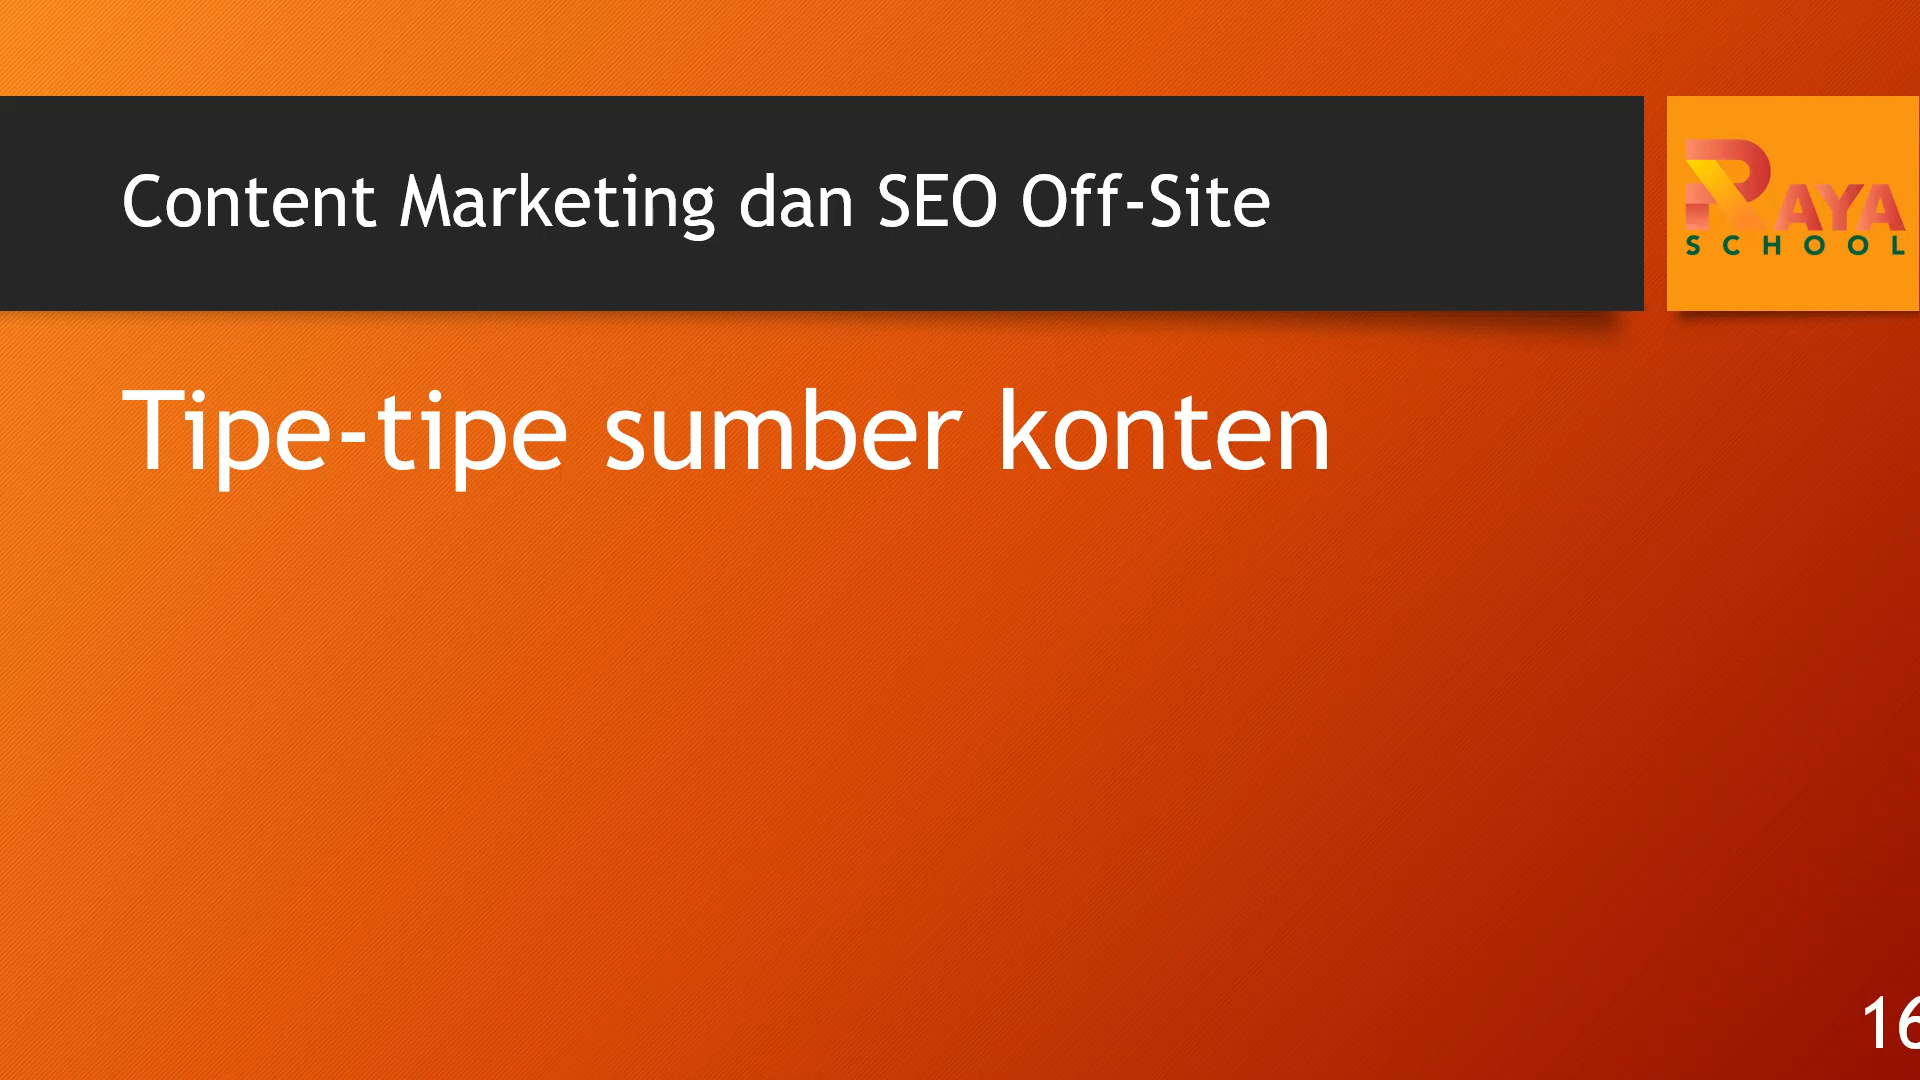 Content Marketing dan SEO Off-Site
RAYA
SCHOOL
Tipe-tipe sumber konten
16